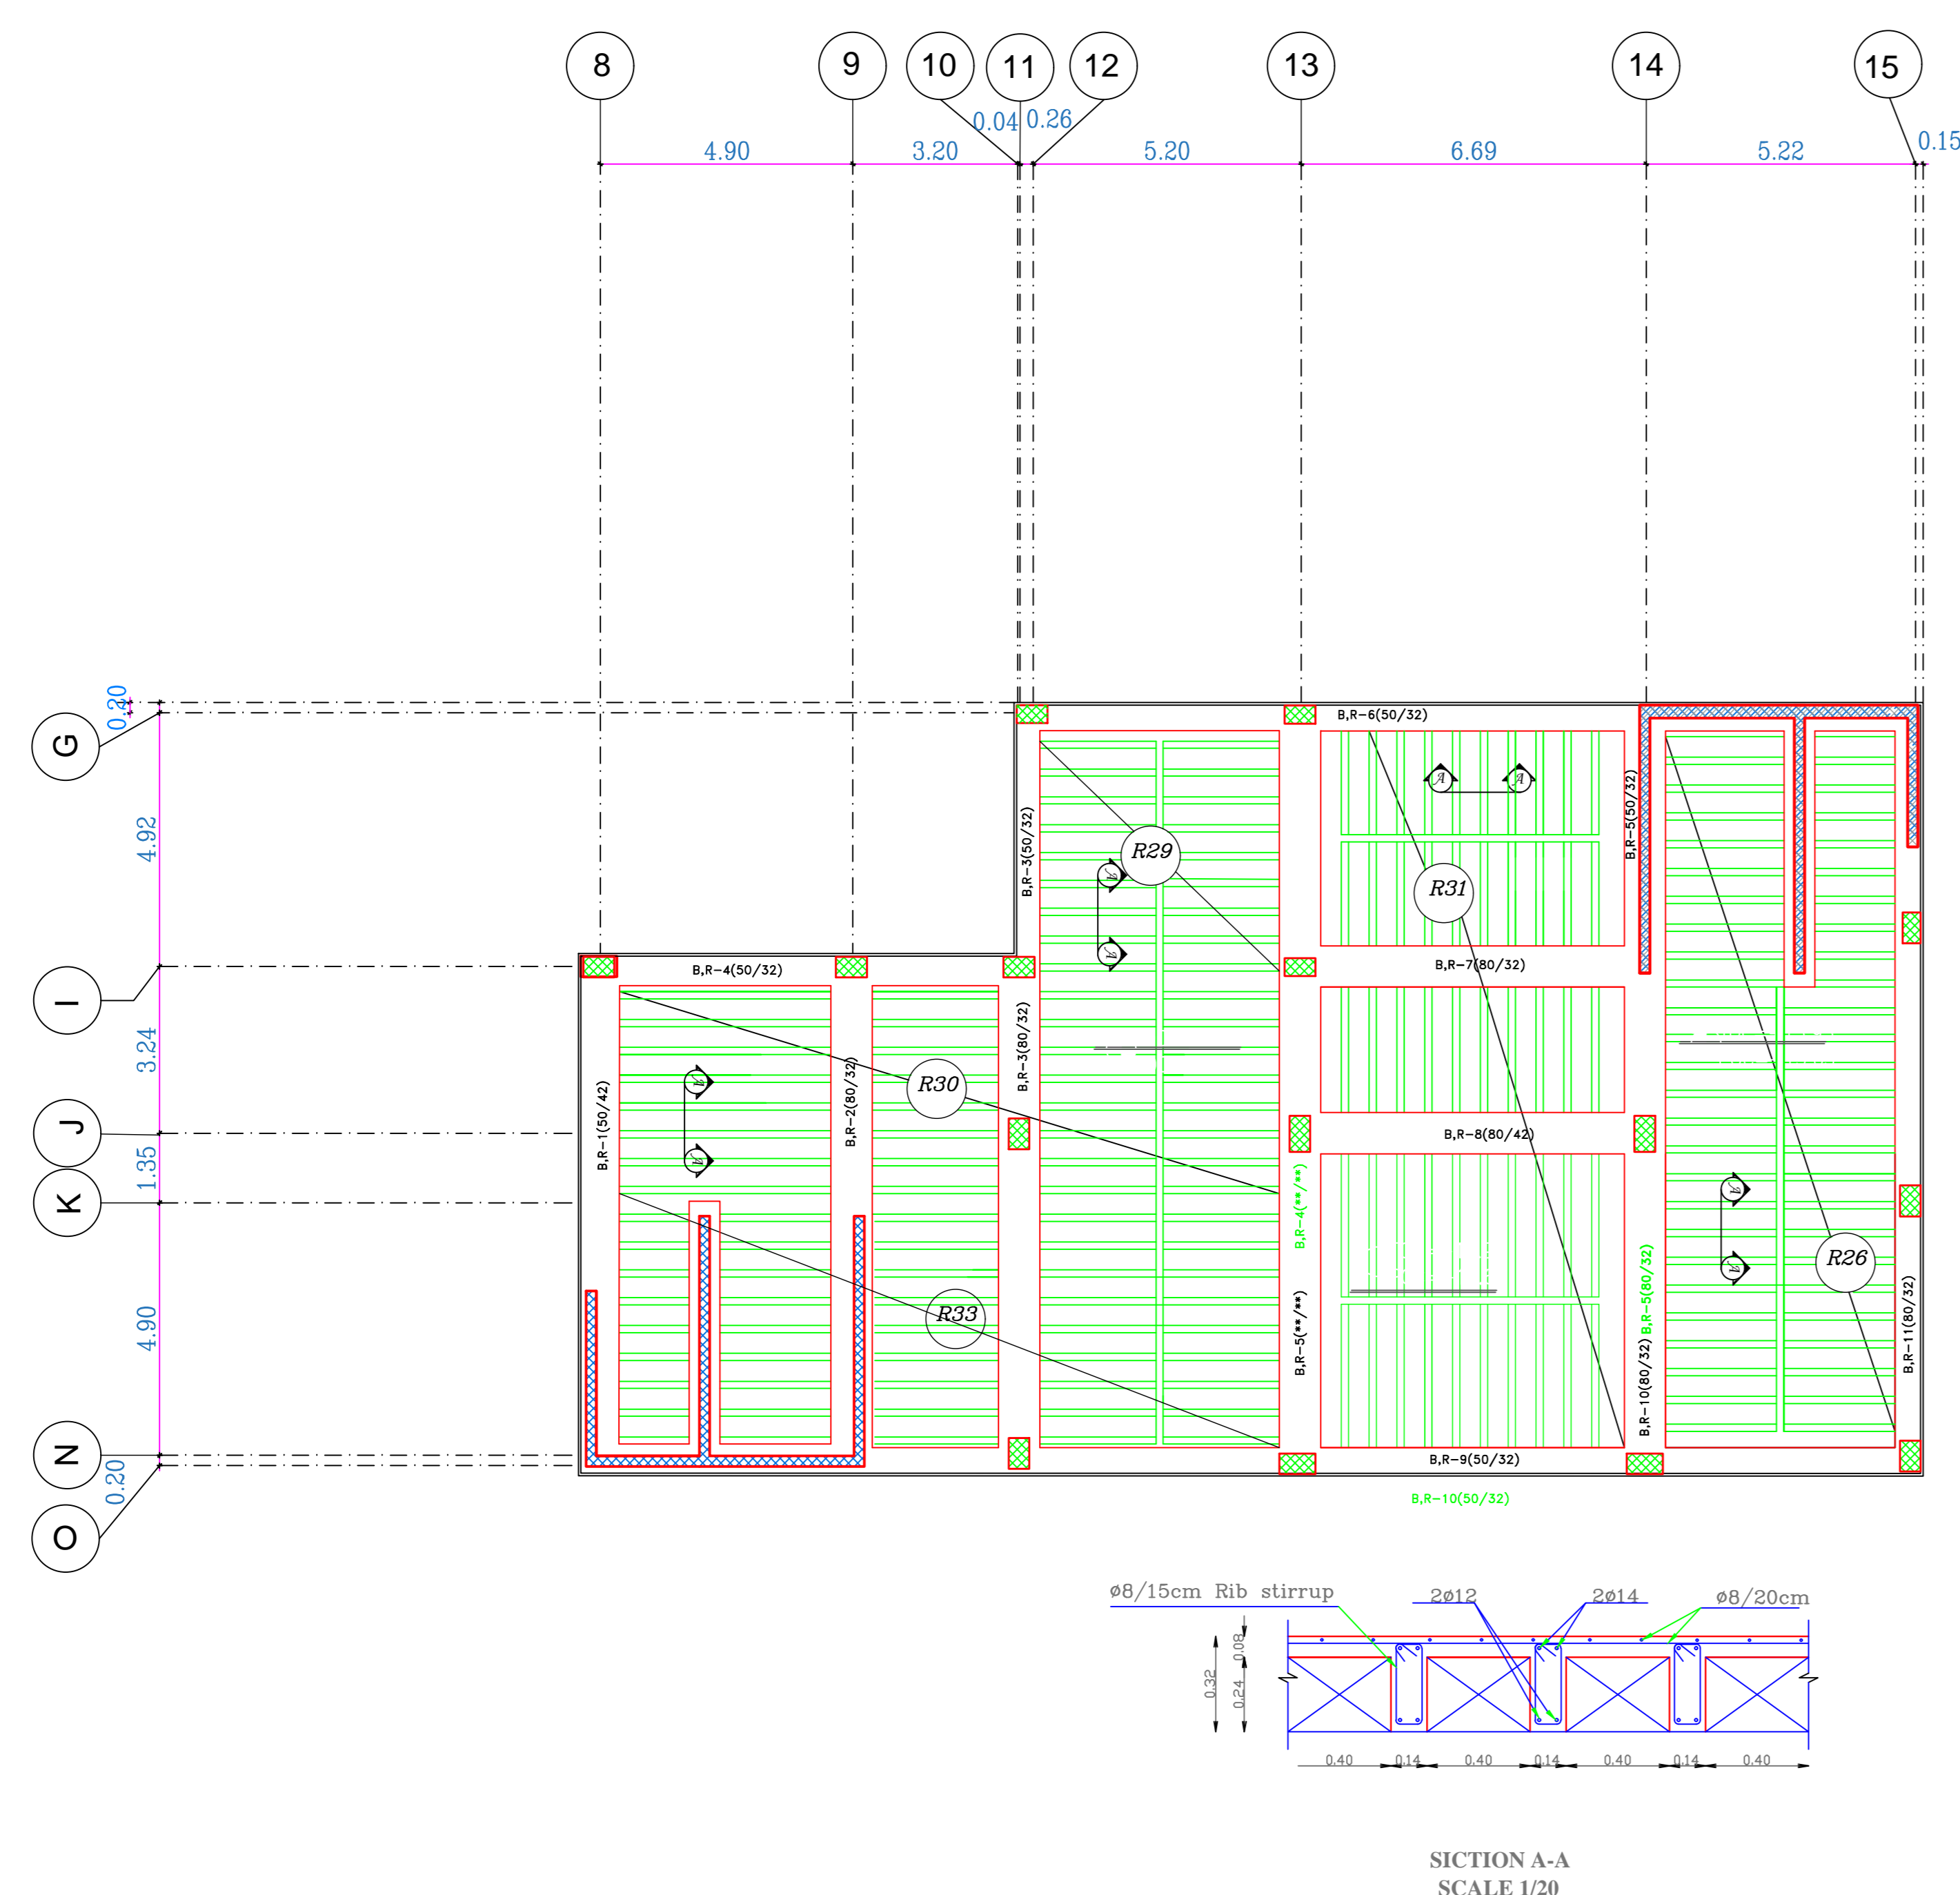 8
9
10
11
12
13
14
15
0.04
0.26
0.15
4.90
3.20
5.20
6.69
5.22
G
I
J
K
N
O
0.20
4.92
3.24
1.35
4.90
0.20
B,R-6(50/32)
B,R-5(50/32)
B,R-3(50/32)
A
A
R29
A
A
R31
B,R-4(50/32)
B,R-7(80/32)
B,R-3(80/32)
R30
B,R-2(80/32)
B,R-1(50/42)
A
A
B,R-8(80/42)
B,R-4(**/**)
B,R-5(**/**)
A
A
R26
B,R-5(80/32)
B,R-10(80/32)
B,R-11(80/32)
R33
B,R-9(50/32)
B,R-10(50/32)
ø8/15cm Rib stirrup
2ø12
2ø14
ø8/20cm
0.32
0.08
0.24
0.40
0.14
0.40
0.14
0.40
0.14
0.40
SICTION A-A
SCALE 1/20